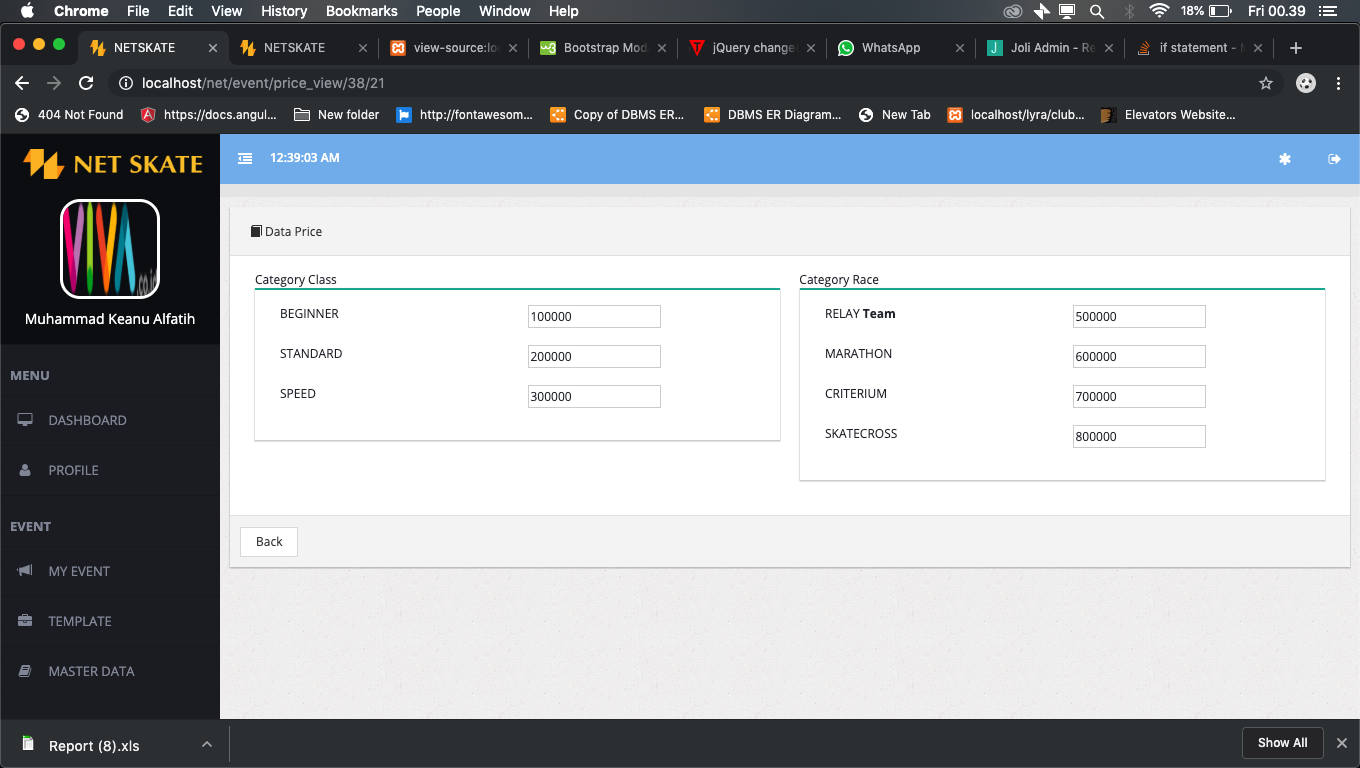 Chrome File Edit View History Bookmarks People Window Help 18% Fri 00.39
NETSKATE NETSKATE view-source:lo Bootstrap Mod jQuery change WhatsApp Joli Admin - Re if statement -
localhost/net/event/price_view/38/21
404 Not Found https://docs.angul... New folder http://fontawesom... Copy of DBMS ER... DBMS ER Diagram... New Tab localhost/lyra/club... Elevators Website...
NET SKATE
12:39:03 AM
VIVA
.co.id
Muhammad Keanu Alfatih
MENU
DASHBOARD
PROFILE
EVENT
MY EVENT
TEMPLATE
MASTER DATA
Data Price
Category Class
BEGINNER 100000
STANDARD 200000
SPEED 300000
Category Race
RELAY Team 500000
MARATHON 600000
CRITERIUM 700000
SKATECROSS 800000
Back
Report (8).xls Show All